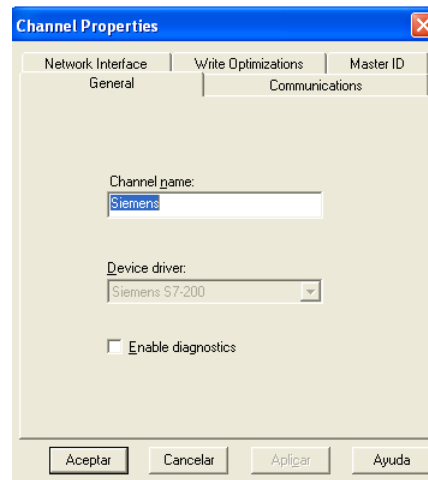 Channel Properties
Network Interface Write Optimizations Master ID
General Communications
Channel name:
Siemens
Device driver:
Siemens S7-200
Enable diagnostics
Aceptar Cancelar Aplicar Ayuda